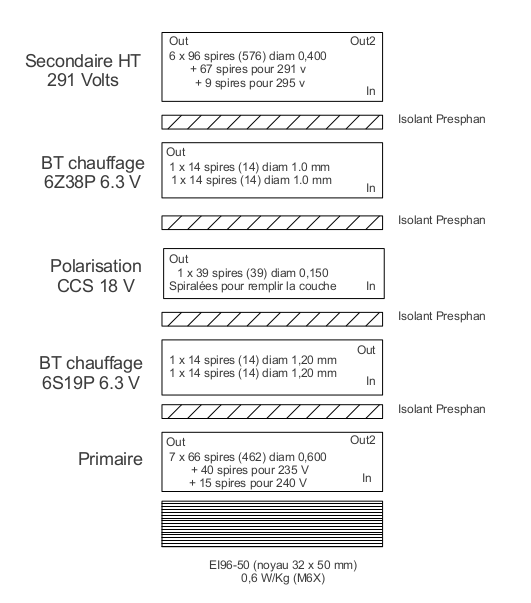 Secondaire HT
291 Volts
Out Out2
6 x 96 spires (576) diam 0,400
+ 67 spires pour 291 v
+ 9 spires pour 295 v
In
Isolant Presphan
BT chauffage
6Z38P 6.3 V
Out
1 x 14 spires (14) diam 1.0 mm
1 x 14 spires (14) diam 1.0 mm
In
Isolant Presphan
Polarisation
CCS 18 V
Out
1 x 39 spires (39) diam 0,150
Spiralées pour remplir la couche In
Isolant Presphan
BT chauffage
6S19P 6.3 V
Out
1 x 14 spires (14) diam 1,20 mm
1 x 14 spires (14) diam 1,20 mm
In
Isolant Presphan
Primaire
Out Out2
7 x 66 spires (462) diam 0,600
+ 40 spires pour 235 V
+ 15 spires pour 240 V
In
EI96-50 (noyau 32 x 50 mm)
0,6 W/Kg (M6X)